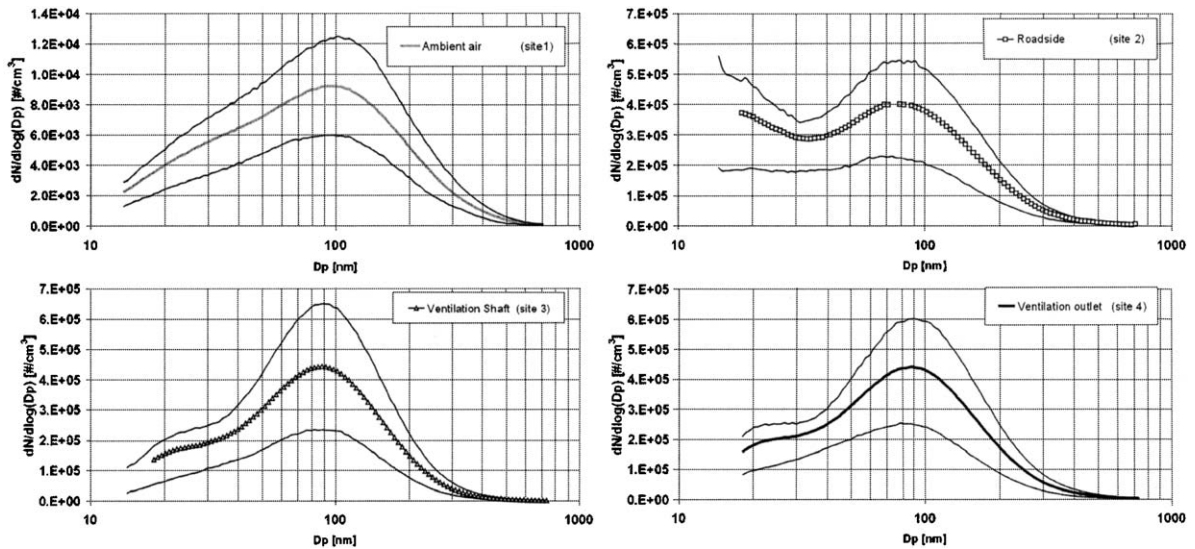 1.4E+04
1.2E+04
1.0E+04
8.0E+03
6.0E+03
4.0E+03
2.0E+03
0.0E+00
dN/dlog(Dp) [#/cm³]
Ambient air (site1)
10 100 1000
Dp [nm]
7.E+05
6.E+05
5.E+05
4.E+05
3.E+05
2.E+05
1.E+05
0.E+00
dN/dlog(Dp) [#/cm³]
Roadside (site 2)
10 100 1000
Dp [nm]
7.E+05
6.E+05
5.E+05
4.E+05
3.E+05
2.E+05
1.E+05
0.E+00
dN/dlog(Dp) [#/cm³]
Ventilation Shaft (site 3)
10 100 1000
Dp [nm]
7.E+05
6.E+05
5.E+05
4.E+05
3.E+05
2.E+05
1.E+05
0.E+00
dN/dlog(Dp) [#/cm³]
Ventilation outlet (site 4)
10 100 1000
Dp [nm]